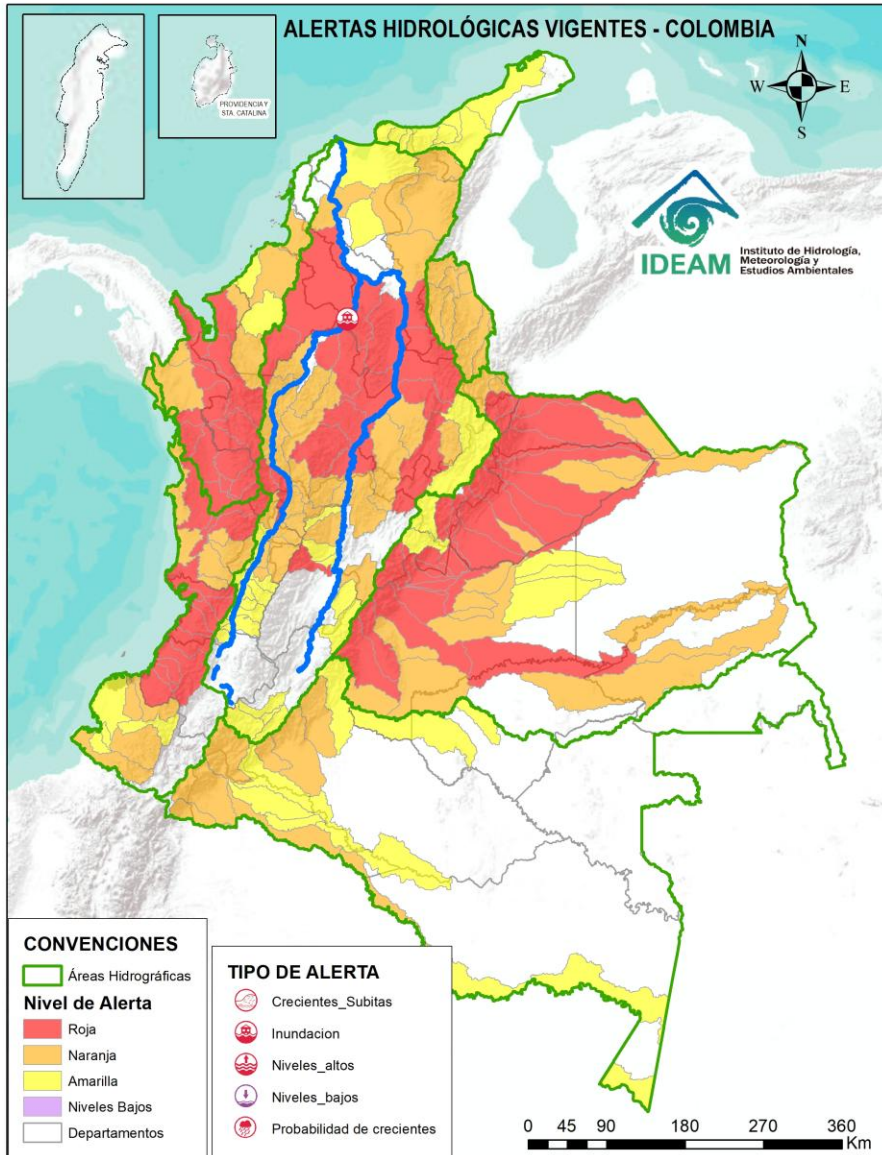 ALERTAS HIDROLÓGICAS VIGENTES - COLOMBIA
PROVIDENCIA Y
STA. CATALINA
N
W
E
S
IDEAM
Instituto de Hidrología,
Meteorología y
Estudios Ambientales
CONVENCIONES
Áreas Hidrográficas
Nivel de Alerta
Roja
Naranja
Amarilla
Niveles Bajos
Departamentos
TIPO DE ALERTA
Crecientes_Subitas
Inundacion
Niveles_altos
Niveles_bajos
Probabilidad de crecientes
0 45 90 180 270 360
Km